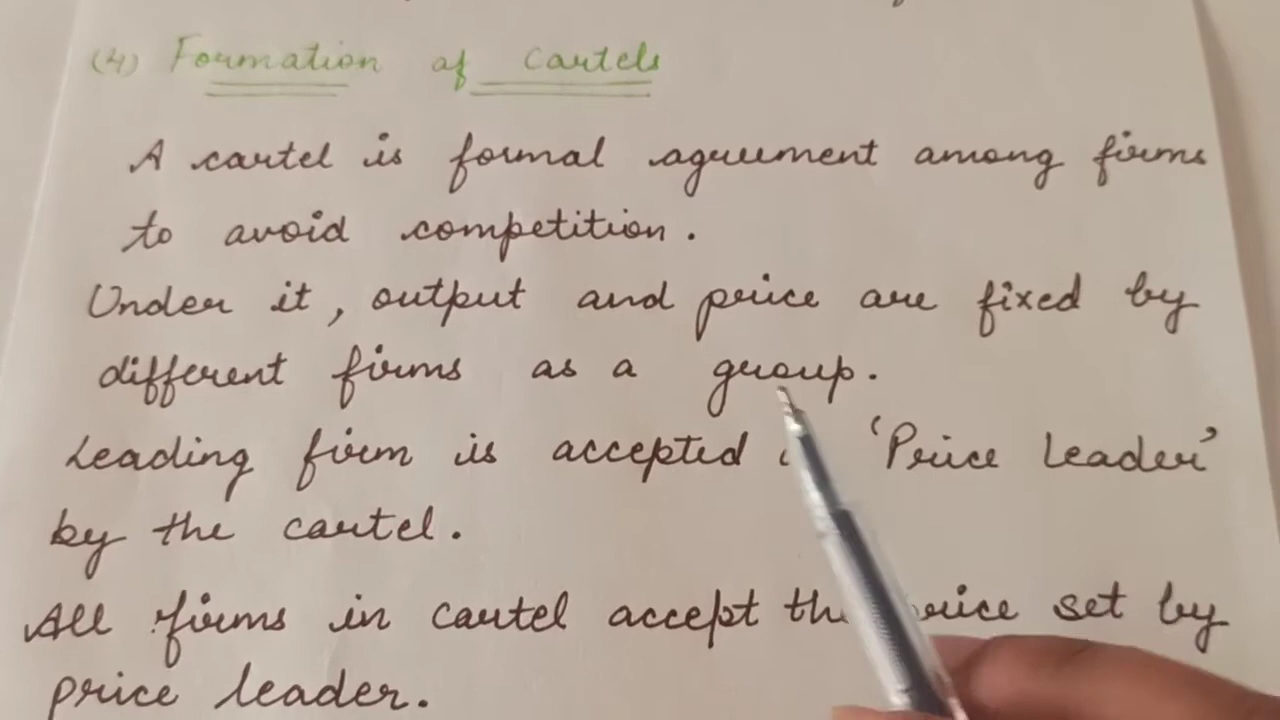 (4) Formation of Cartels
A cartel is formal agreement among firms
to avoid competition.
Under it, output and price are fixed by
different firms as a group.
Leading firm is accepted 'Price Leader'
by the cartel.
All firms in cartel accept set by
price leader.